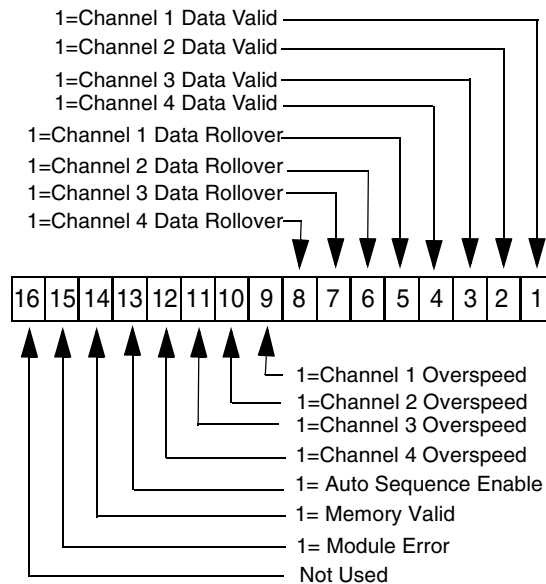 1=Channel 1 Data Valid
1=Channel 2 Data Valid
1=Channel 3 Data Valid
1=Channel 4 Data Valid
1=Channel 1 Data Rollover
1=Channel 2 Data Rollover
1=Channel 3 Data Rollover
1=Channel 4 Data Rollover
16 15 14 13 12 11 10 9 8 7 6 5 4 3 2 1
1=Channel 1 Overspeed
1=Channel 2 Overspeed
1=Channel 3 Overspeed
1=Channel 4 Overspeed
1= Auto Sequence Enable
1= Memory Valid
1= Module Error
Not Used